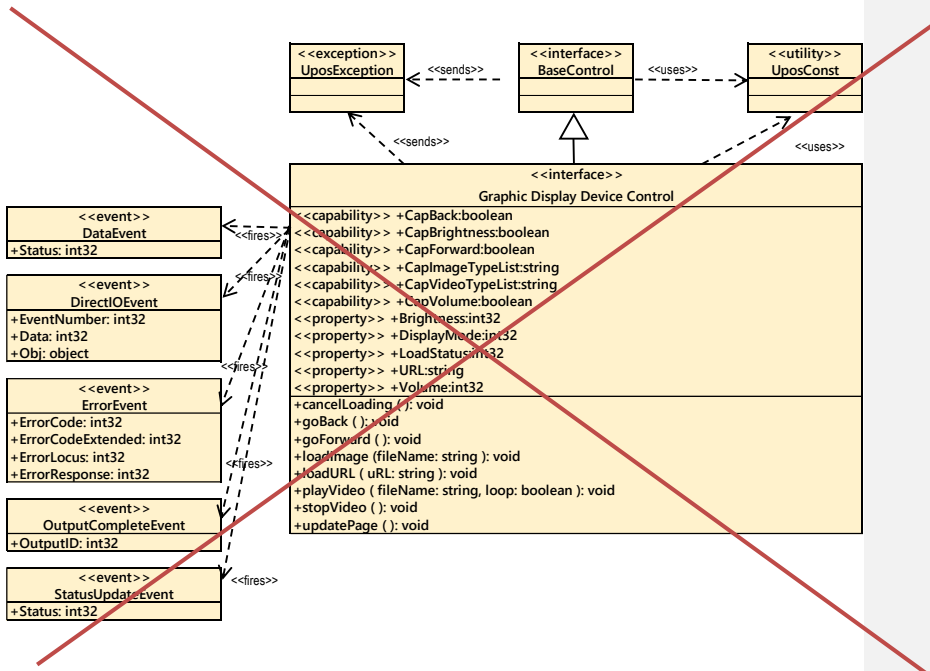 <<exception>>
UposException
<<sends>>
<<interface>>
BaseControl
<<uses>>
<<utility>>
UposConst
<<sends>>
<<uses>>
<<interface>>
Graphic Display Device Control
<<capability>> +CapBack:boolean
<<capability>> +CapBrightness:boolean
<<capability>> +CapForward:boolean
<<capability>> +CapImageTypeList:string
<<capability>> +CapVideoTypeList:string
<<capability>> +CapVolume:boolean
<<property>> +Brightness:int32
<<property>> +DisplayMode:int32
<<property>> +LoadStatus:int32
<<property>> +URL:string
<<property>> +Volume:int32
+cancelLoading ( ): void
+goBack ( ): void
+goForward ( ): void
+loadImage (fileName: string ): void
+loadURL ( uRL: string ): void
+playVideo ( fileName: string, loop: boolean ): void
+stopVideo ( ): void
+updatePage ( ): void
<<event>>
DataEvent
+Status: int32
<<fires>>
<<event>>
DirectIOEvent
+EventNumber: int32
+Data: int32
+Obj: object
<<fires>>
<<event>>
ErrorEvent
+ErrorCode: int32
+ErrorCodeExtended: int32
+ErrorLocus: int32
+ErrorResponse: int32
<<fires>>
<<event>>
OutputCompleteEvent
+OutputID: int32
<<fires>>
<<event>>
StatusUpdateEvent
+Status: int32
<<fires>>